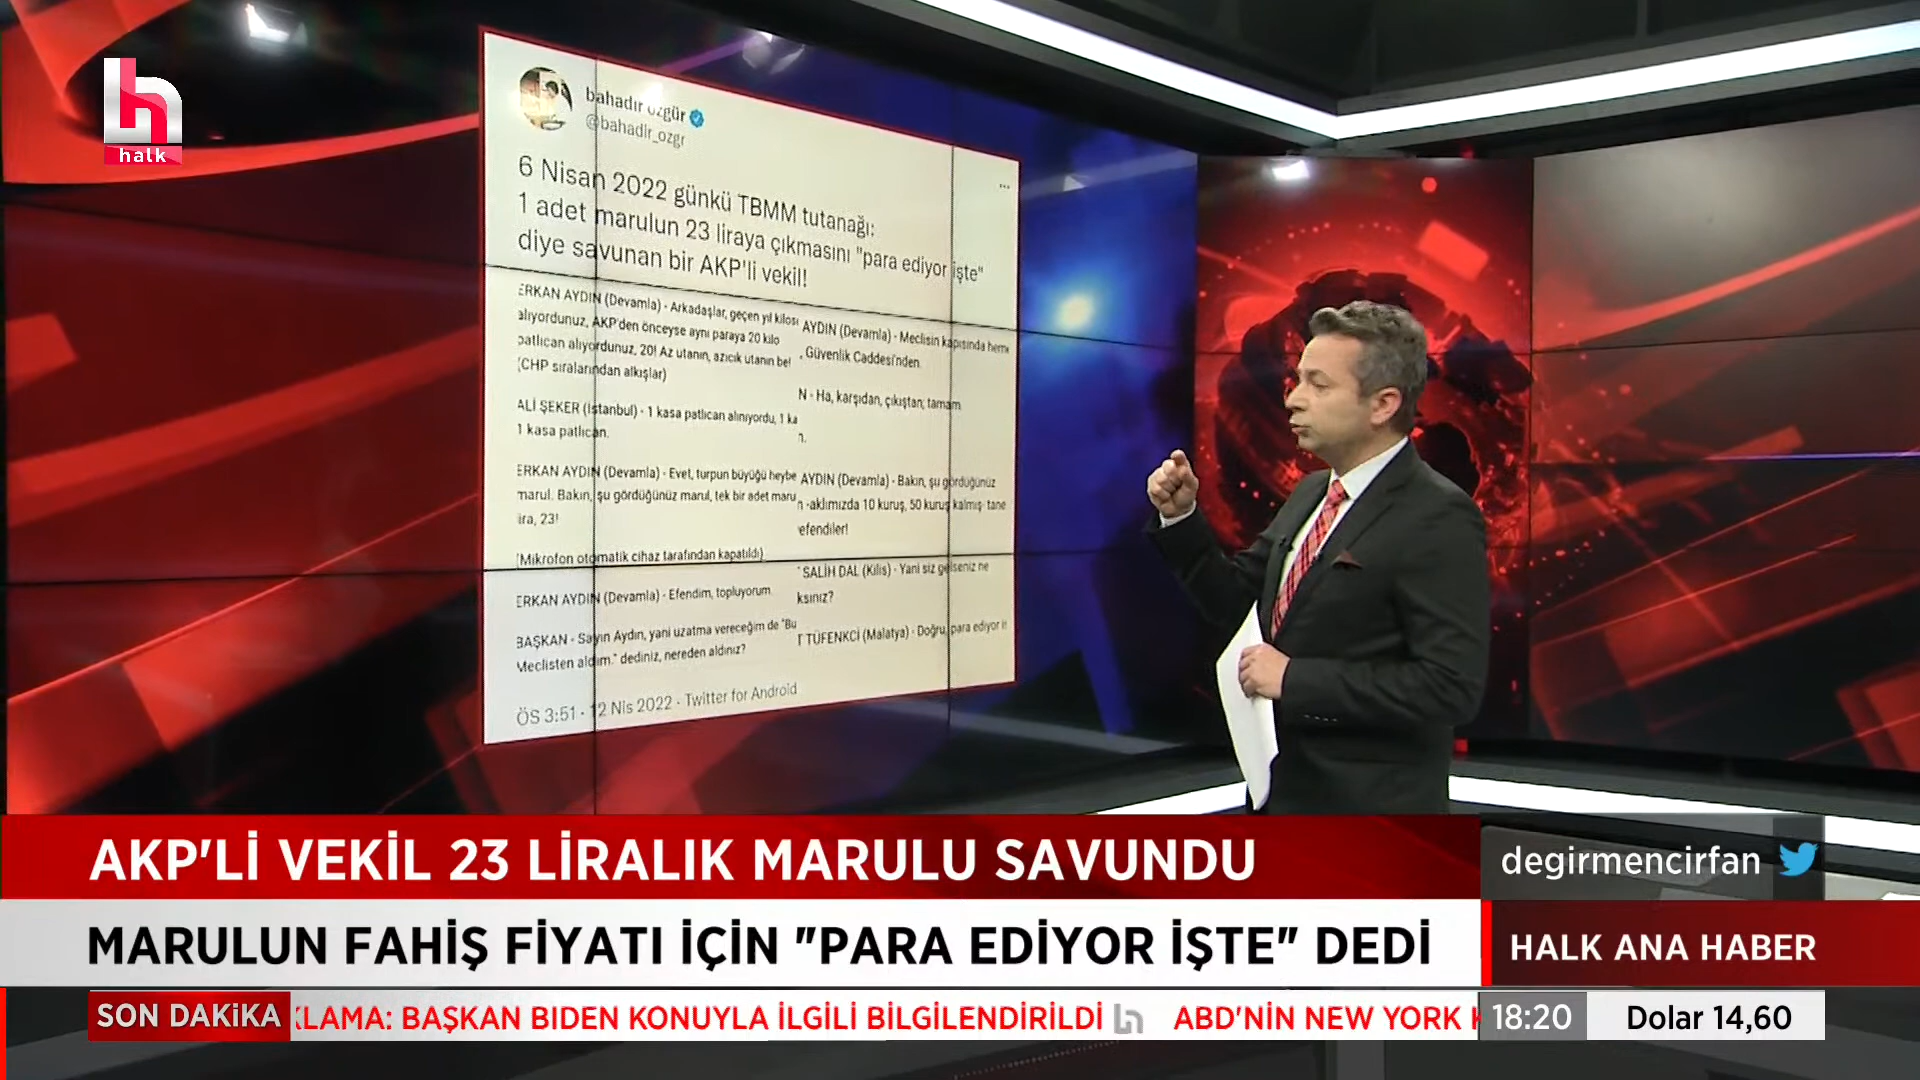 halk
bahadır özgür
@bahadir_ozgr
6 Nisan 2022 günkü TBMM tutanağı:
1 adet marulun 23 liraya çıkmasını "para ediyor işte"
diye savunan bir AKP'li vekil!
ERKAN AYDIN (Devamla) - Arkadaşlar, geçen yıl kilosu
alıyordunuz, AKP'den önceyse aynı paraya 20 kilo
patlıcan alıyordunuz, 20! Az utanın, azıcık utanın be!
(CHP sıralarından alkışlar)
ALİ ŞEKER (İstanbul) - 1 kasa patlıcan alınıyordu, 1 ka
1 kasa patlıcan.
ERKAN AYDIN (Devamla) - Evet, turpun büyüğü heybe
marul. Bakın, şu gördüğünüz marul, tek bir adet maru
ira, 23!
(Mikrofon otomatik cihaz tarafından kapatıldı)
ERKAN AYDIN (Devamla) - Efendim, topluyorum.
BAŞKAN - Sayın Aydın, yani uzatma vereceğim de "Bu
Meclisten aldım." dediniz, nereden aldınız?
AYDIN (Devamla) - Meclisin kapısında heme
, Güvenlik Caddesi'nden.
N - Ha, karşıdan, çıkıştan; tamam
n.
AYDIN (Devamla) - Bakın, şu gördüğünüz
n -aklımızda 10 kuruş, 50 kuruş kalmış- tane
efendiler!
SALİH DAL (Kilis) - Yani siz gelseniz ne
ksınız?
T TÜFENKCİ (Malatya) - Doğru, para ediyor i
ÖS 3:51 · 12 Nis 2022 · Twitter for Android
AKP'Lİ VEKİL 23 LİRALIK MARULU SAVUNDU
degirmencirfan
MARULUN FAHİŞ FİYATI İÇİN "PARA EDİYOR İŞTE" DEDİ
HALK ANA HABER
SON DAKİKA
KLAMA: BAŞKAN BIDEN KONUYLA İLGİLİ BİLGİLENDİRİLDİ
ABD'NİN NEW YORK
18:20
Dolar 14,60